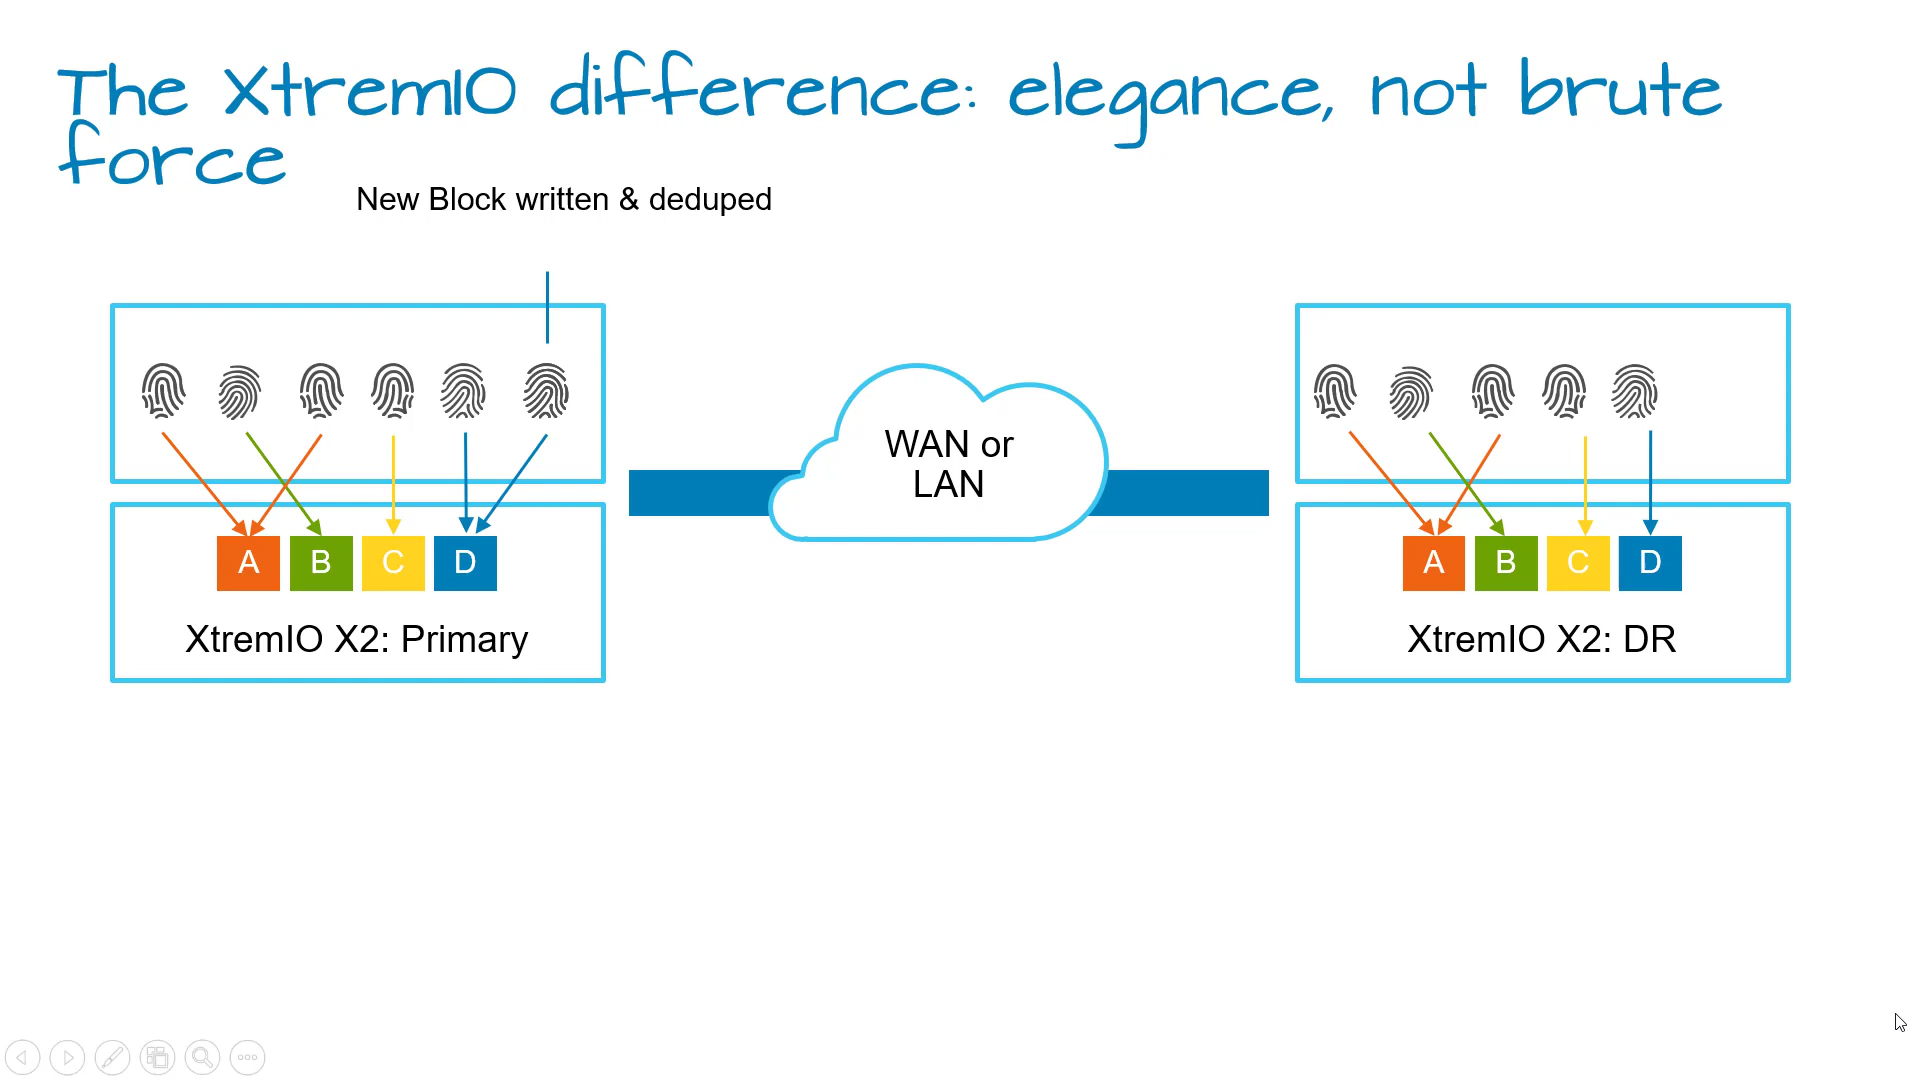 The XtremIO difference: elegance, not brute
force
New Block written & deduped
WAN or
LAN
A B C D
XtremIO X2: Primary
A B C D
XtremIO X2: DR